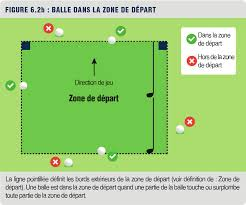 FIGURE 6.2b : BALLE DANS LA ZONE DE DÉPART
Dans la zone
de départ
Hors de la zone
de départ
Direction de jeu
Zone de départ
La ligne pointillée définit les bords extérieurs de la zone de départ (voir définition de : Zone de
départ). Une balle est dans la zone de départ quand une partie de la balle touche ou surplombe
toute partie de la zone de départ.